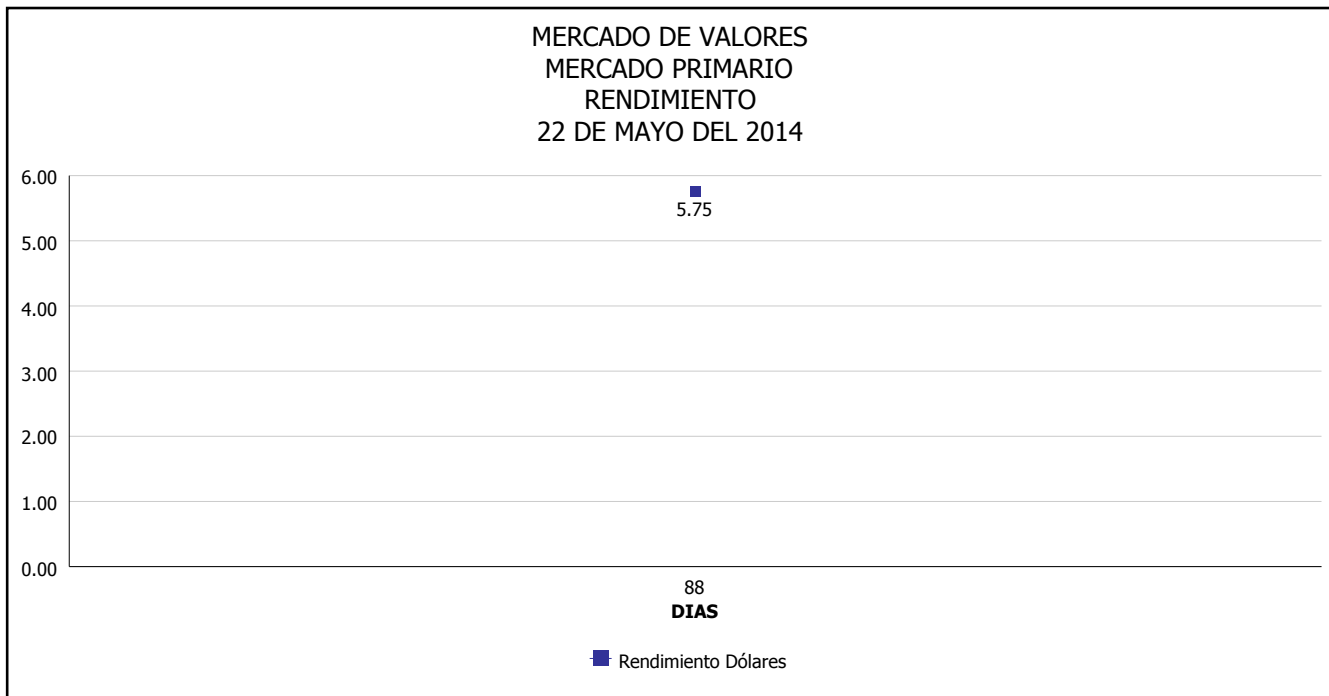 MERCADO DE VALORES
MERCADO PRIMARIO
RENDIMIENTO
22 DE MAYO DEL 2014
6.00
5.75
5.00
4.00
3.00
2.00
1.00
0.00
88
DIAS
Rendimiento Dólares